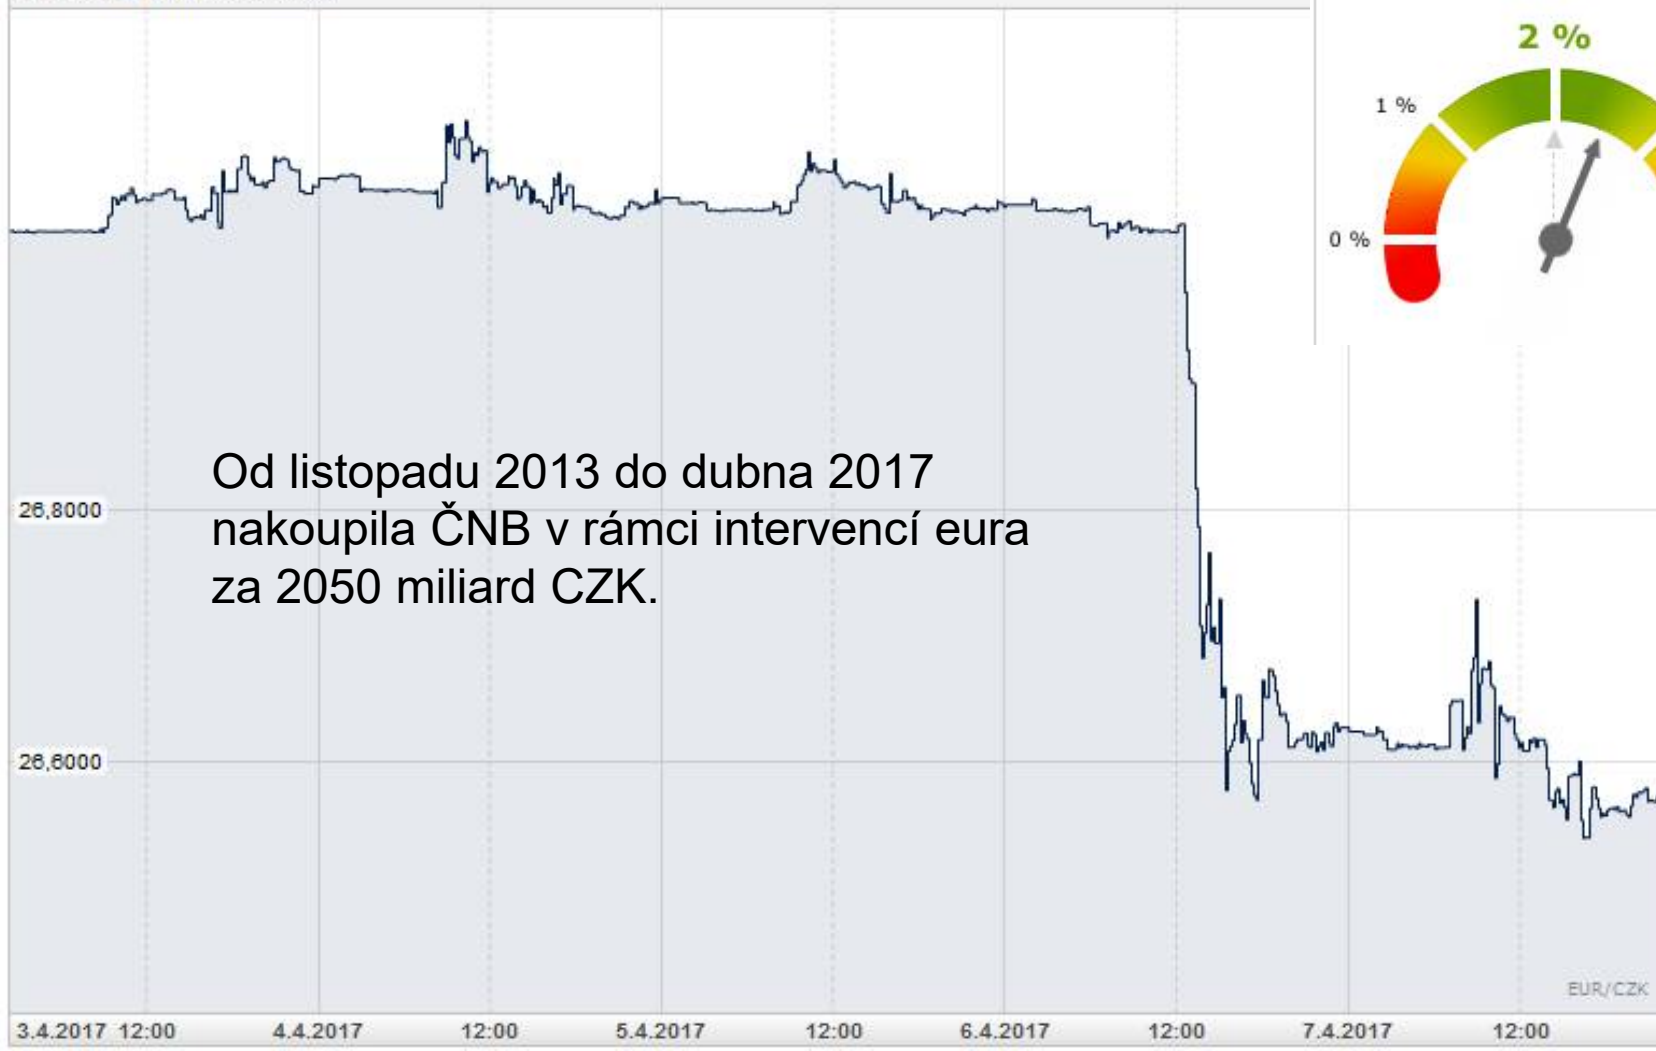 2 %
1 %
0 %
Od listopadu 2013 do dubna 2017
nakoupila ČNB v rámci intervencí eura
za 2050 miliard CZK.
26,8000
26,6000
EUR/CZK
3.4.2017 12:00 4.4.2017 12:00 5.4.2017 12:00 6.4.2017 12:00 7.4.2017 12:00